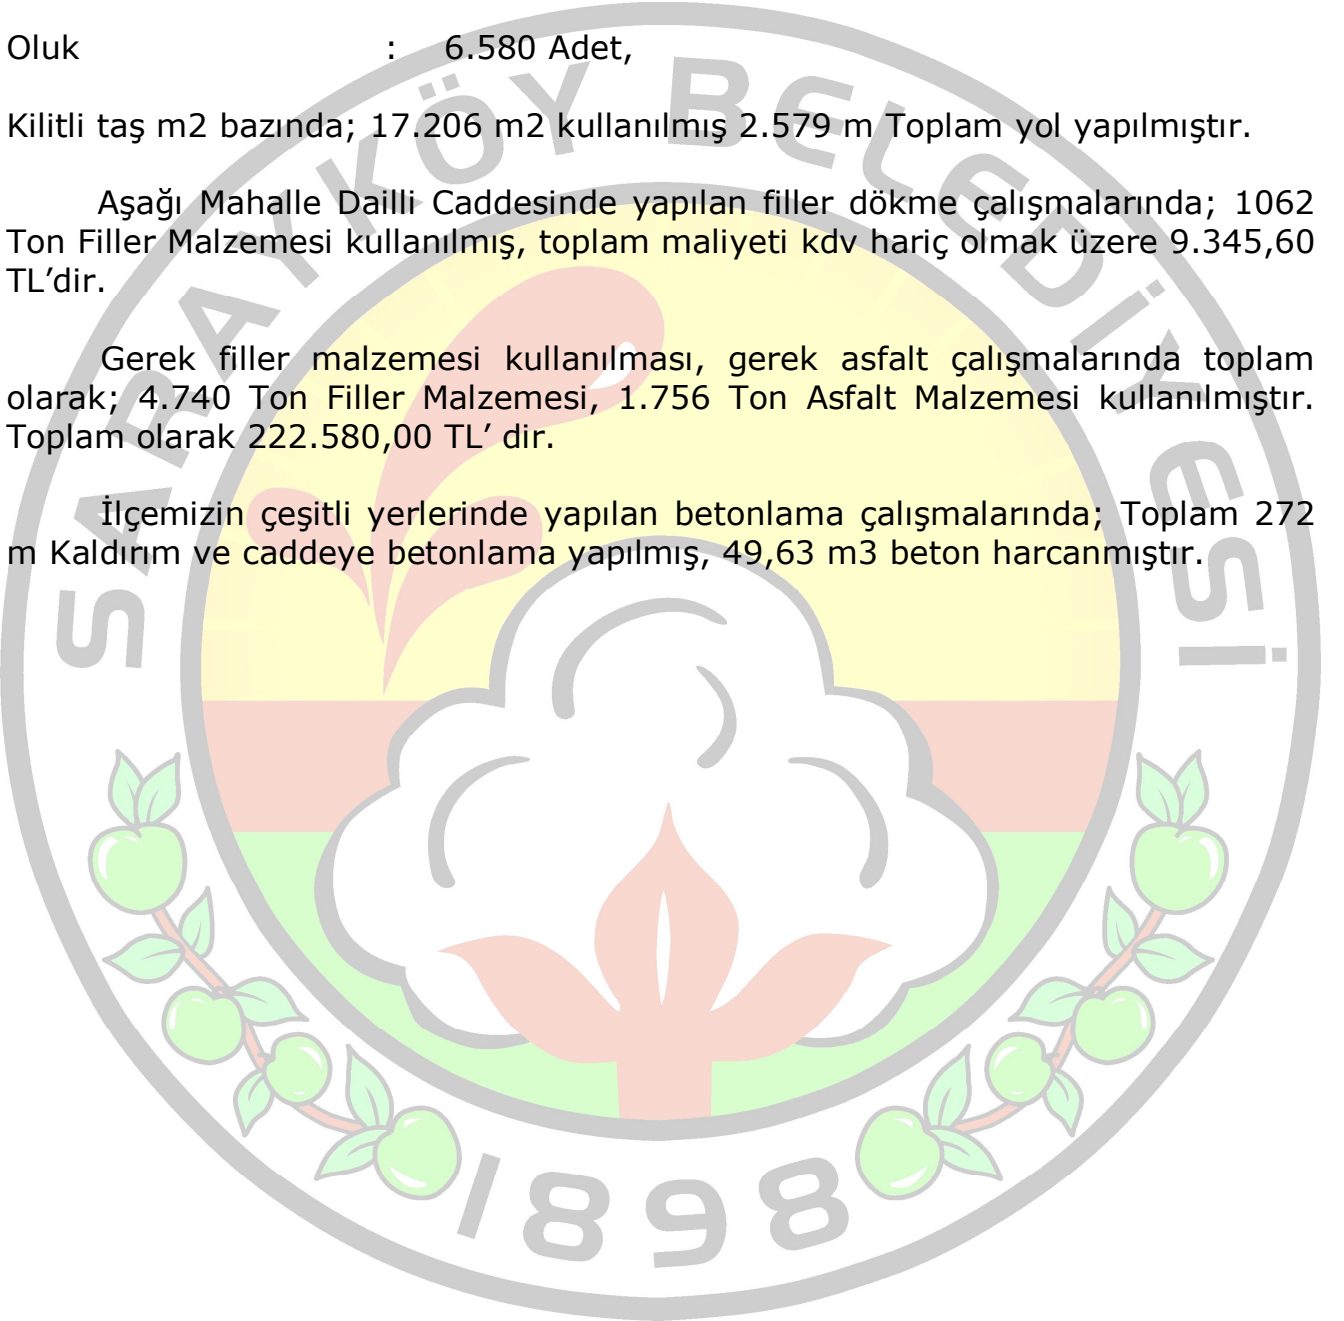 Oluk : 6.580 Adet,
Kilitli taş m2 bazında; 17.206 m2 kullanılmış 2.579 m Toplam yol yapılmıştır.
Aşağı Mahalle Dailli Caddesinde yapılan filler dökme çalışmalarında; 1062
Ton Filler Malzemesi kullanılmış, toplam maliyeti kdv hariç olmak üzere 9.345,60
TL’dir.
Gerek filler malzemesi kullanılması, gerek asfalt çalışmalarında toplam
olarak; 4.740 Ton Filler Malzemesi, 1.756 Ton Asfalt Malzemesi kullanılmıştır.
Toplam olarak 222.580,00 TL’ dir.
İlçemizin çeşitli yerlerinde yapılan betonlama çalışmalarında; Toplam 272
m Kaldırım ve caddeye betonlama yapılmış, 49,63 m3 beton harcanmıştır.
SARAYKÖY BELEDİYESİ
1898